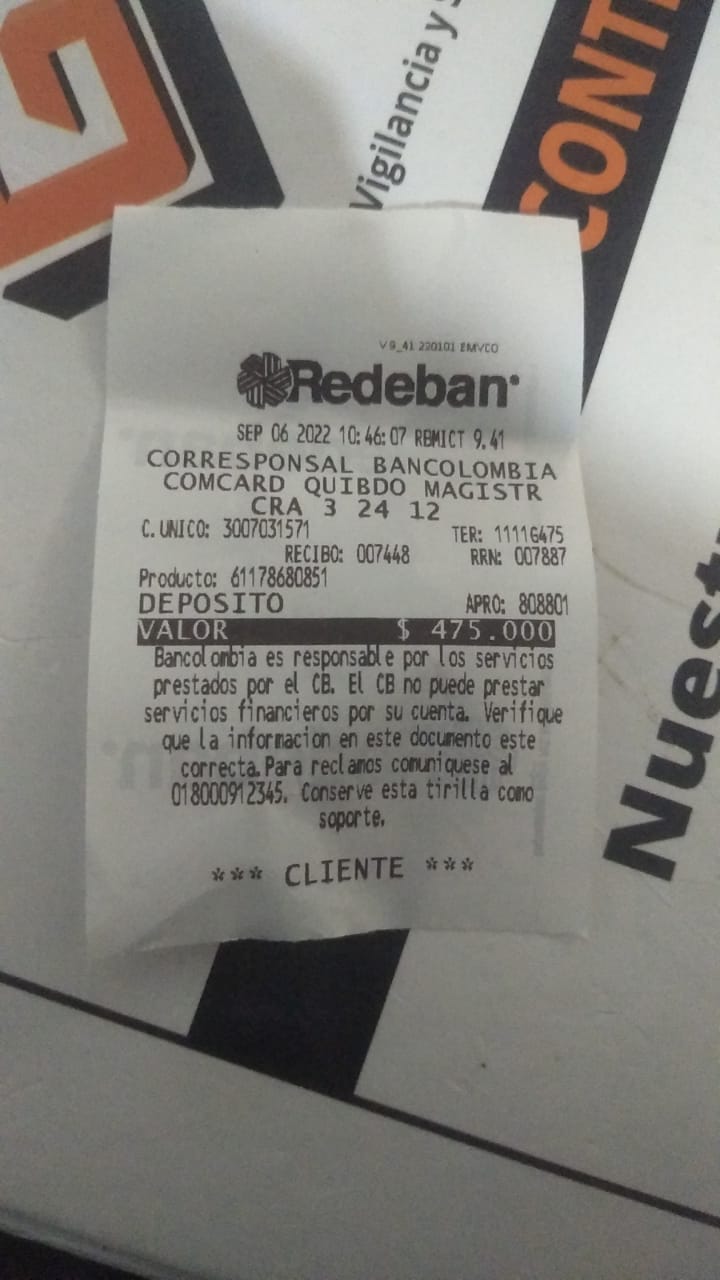 Vigilancia y
CONTI
V9_41 220101 EMVCO
Redeban
SEP 06 2022 10:46:07 RBMICT 9.41
CORRESPONSAL BANCOLOMBIA
COMCARD QUIBDO MAGISTR
CRA 3 24 12
C. UNICO: 3007031571 TER: 11116475
RECIBO: 007448 RRN: 007887
Producto: 61178680851
DEPOSITO APRO: 808801
VALOR $ 475.000
Bancolombia es responsable por los servicios
prestados por el CB. El CB no puede prestar
servicios financieros por su cuenta. Verifique
que la informacion en este documento este
correcta. Para reclamos comuniquese al
018000912345. Conserve esta tirilla como
soporte.
*** CLIENTE ***
Nuestr